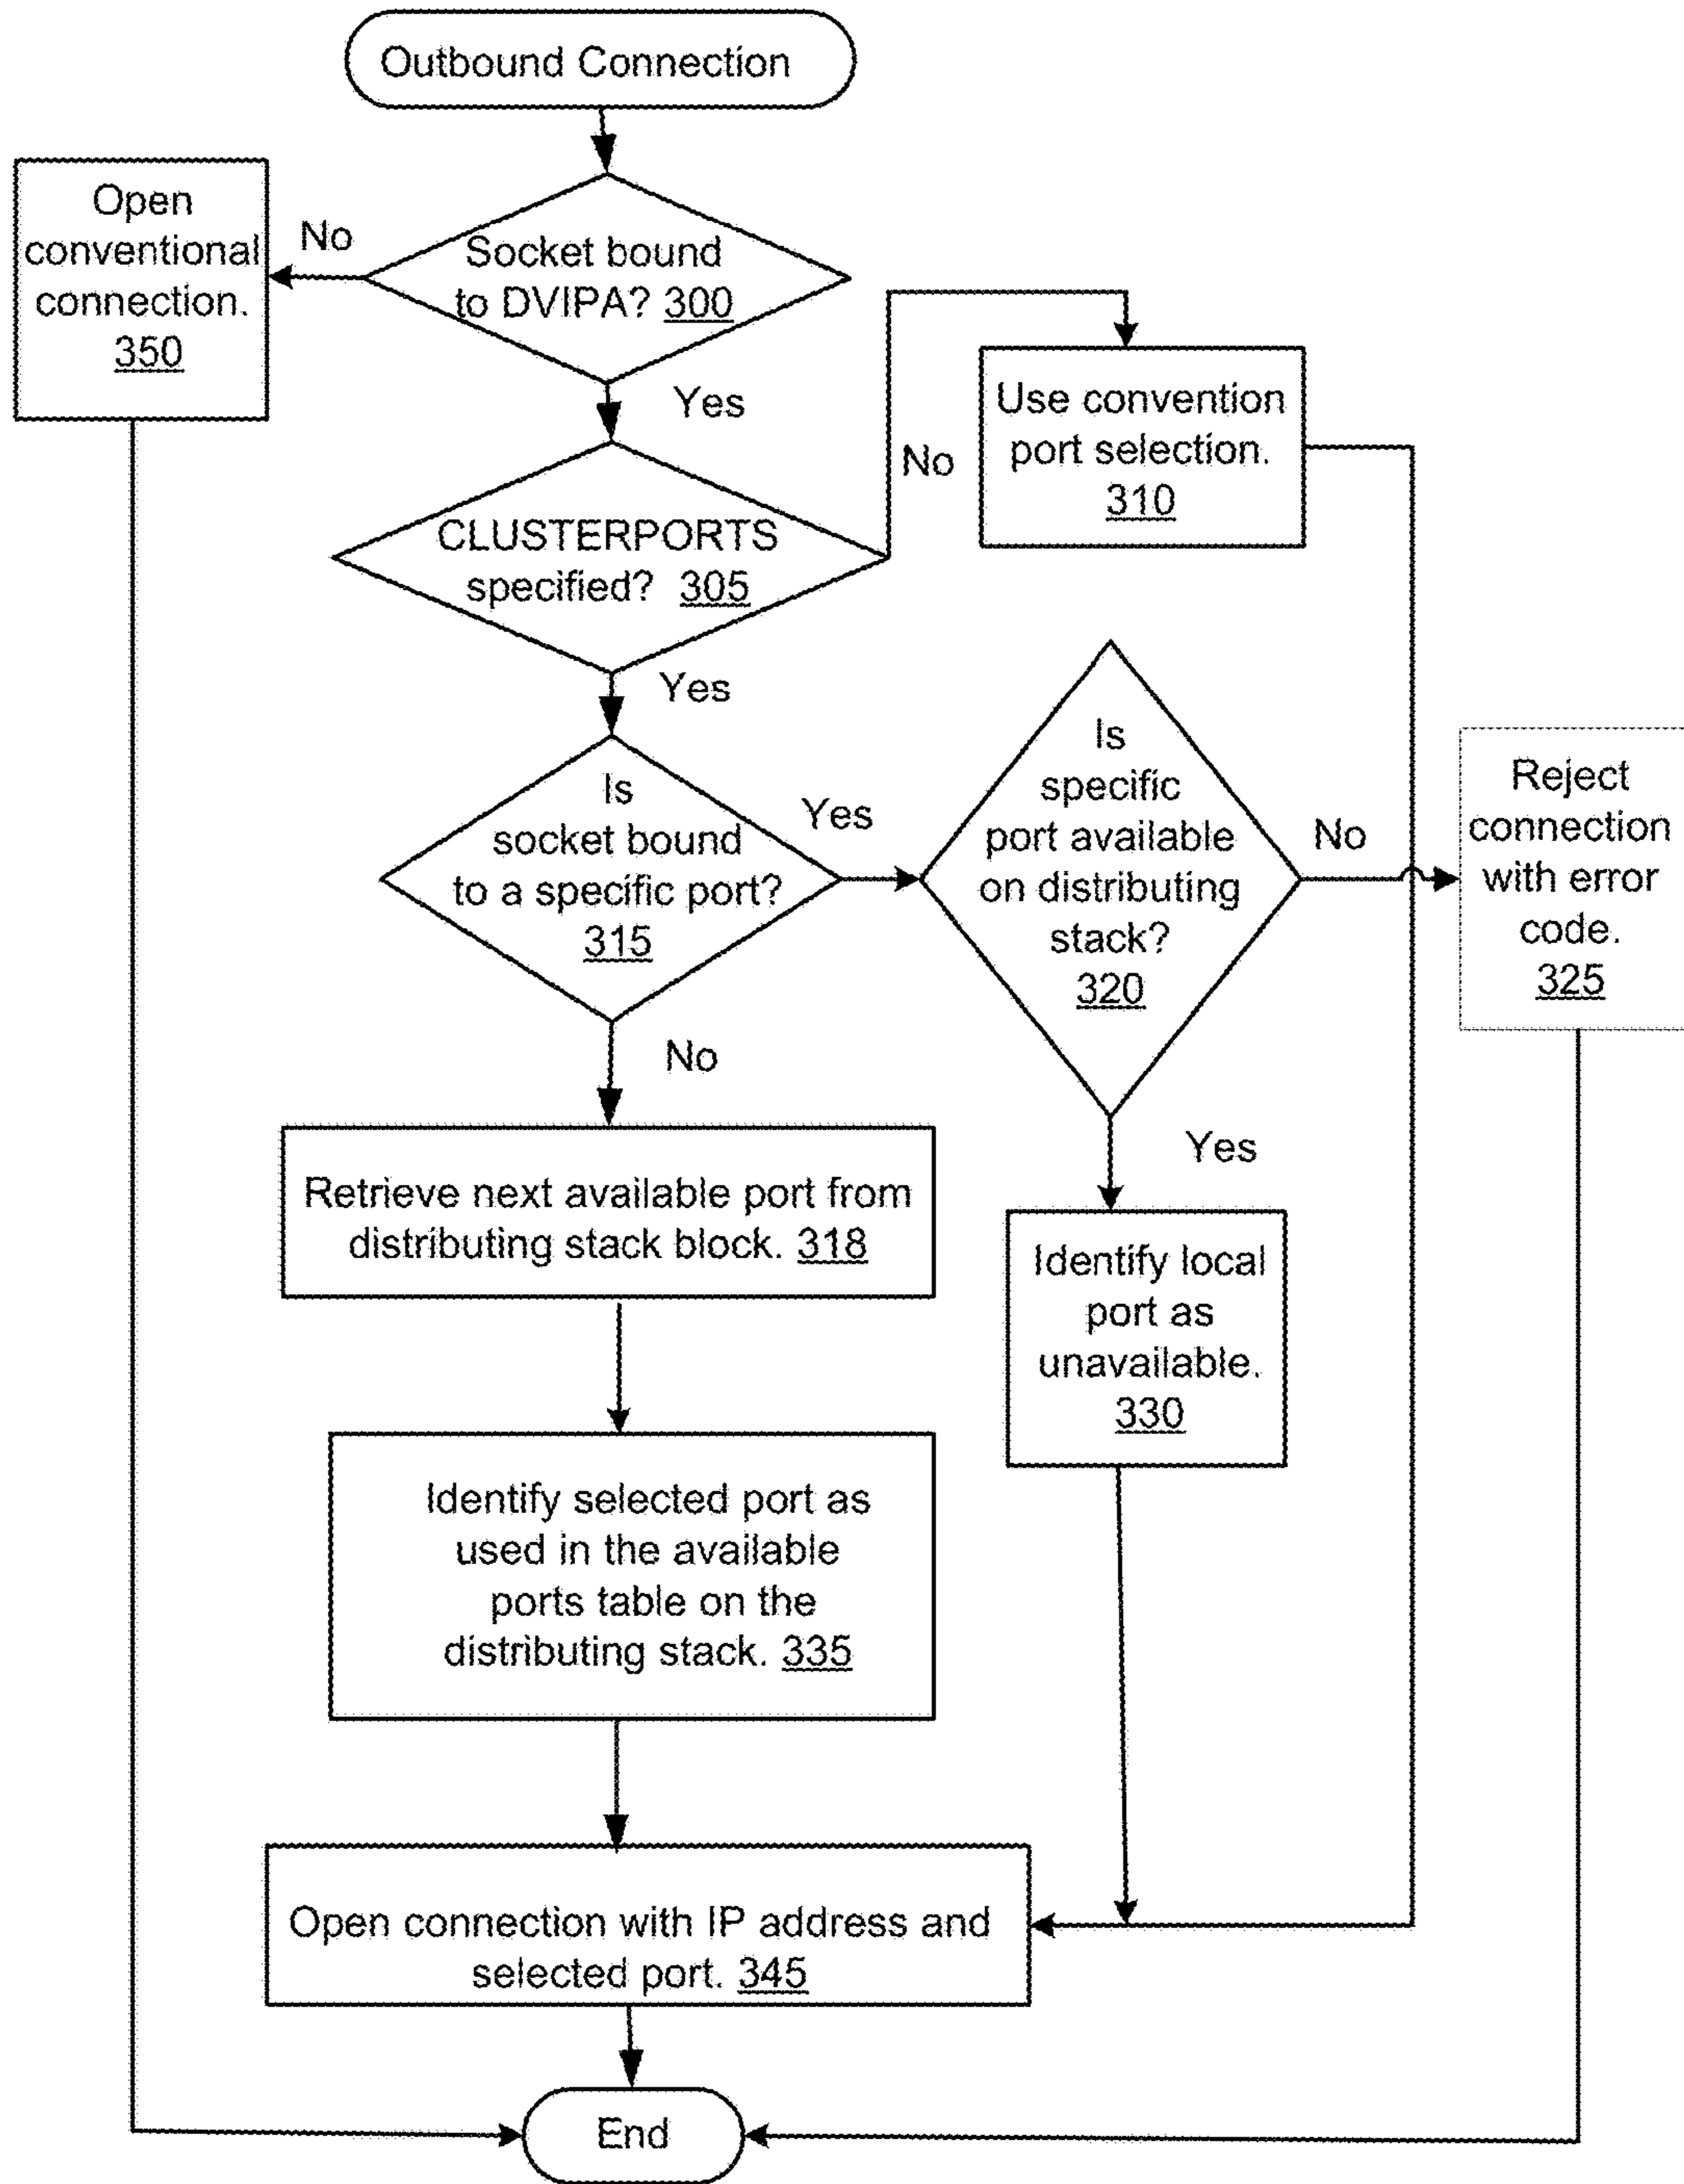 Outbound Connection
Open
conventional
connection.
350
No
Socket bound
to DVIPA? 300
Yes
Use convention
port selection.
310
No
CLUSTERPORTS
specified? 305
Yes
Is
socket bound
to a specific port?
315
Yes
Is
specific
port available
on distributing
stack?
320
No
Reject
connection
with error
code.
325
No
Yes
Retrieve next available port from
distributing stack block. 318
Identify local
port as
unavailable.
330
Identify selected port as
used in the available
ports table on the
distributing stack. 335
Open connection with IP address and
selected port. 345
End